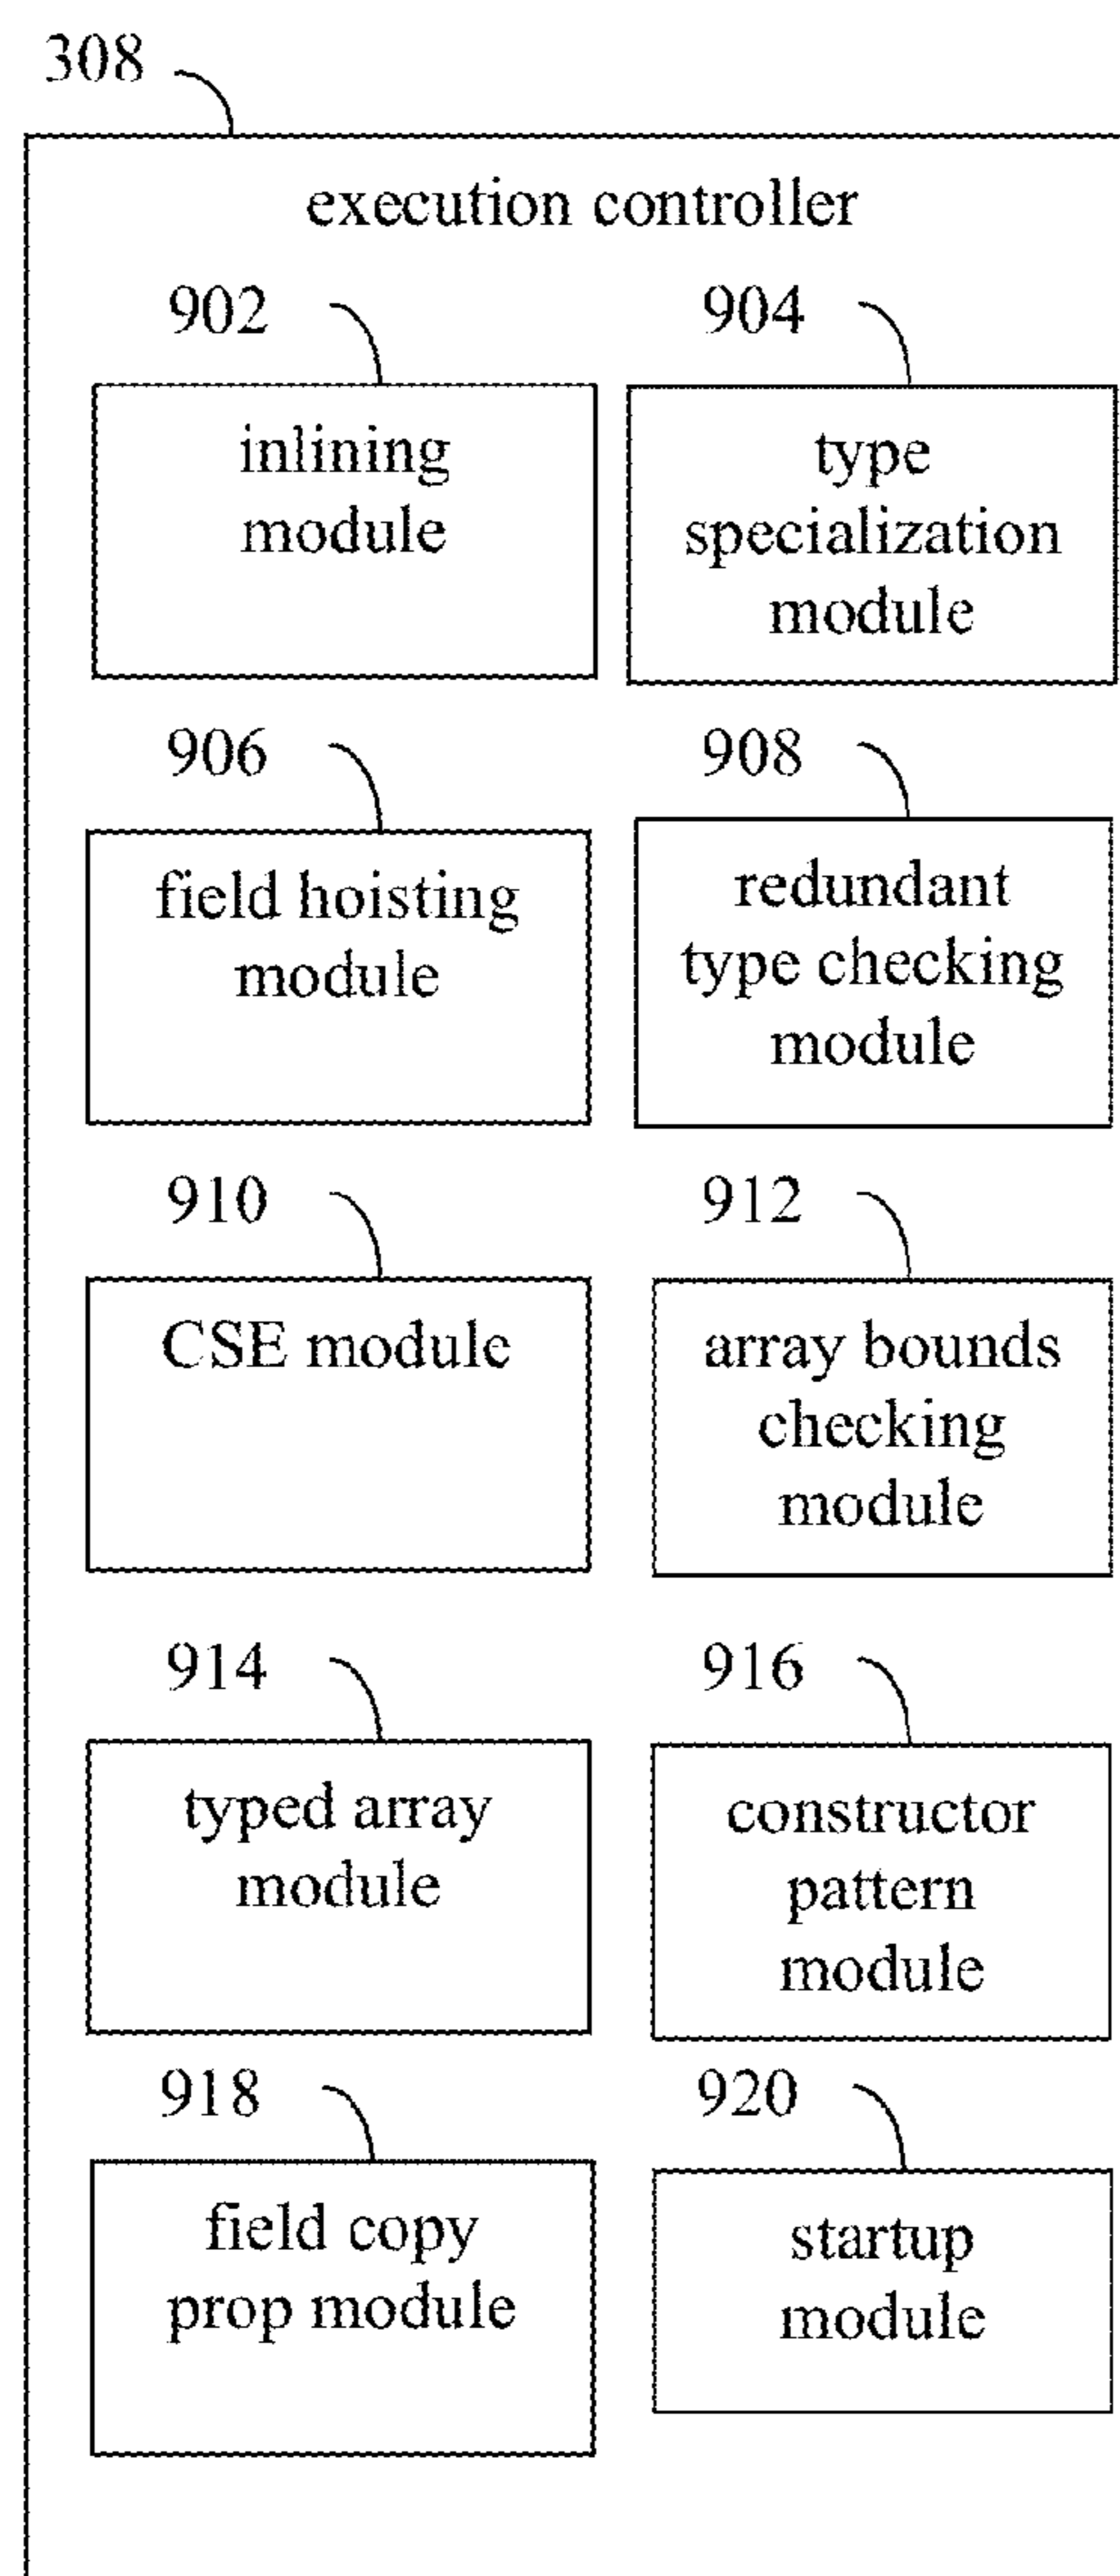 308
execution controller
902
904
inlining
module
type
specialization
module
906
908
field hoisting
module
redundant
type checking
module
910
912
CSE module
array bounds
checking
module
914
916
typed array
module
constructor
pattern
module
918
920
field copy
prop module
startup
module